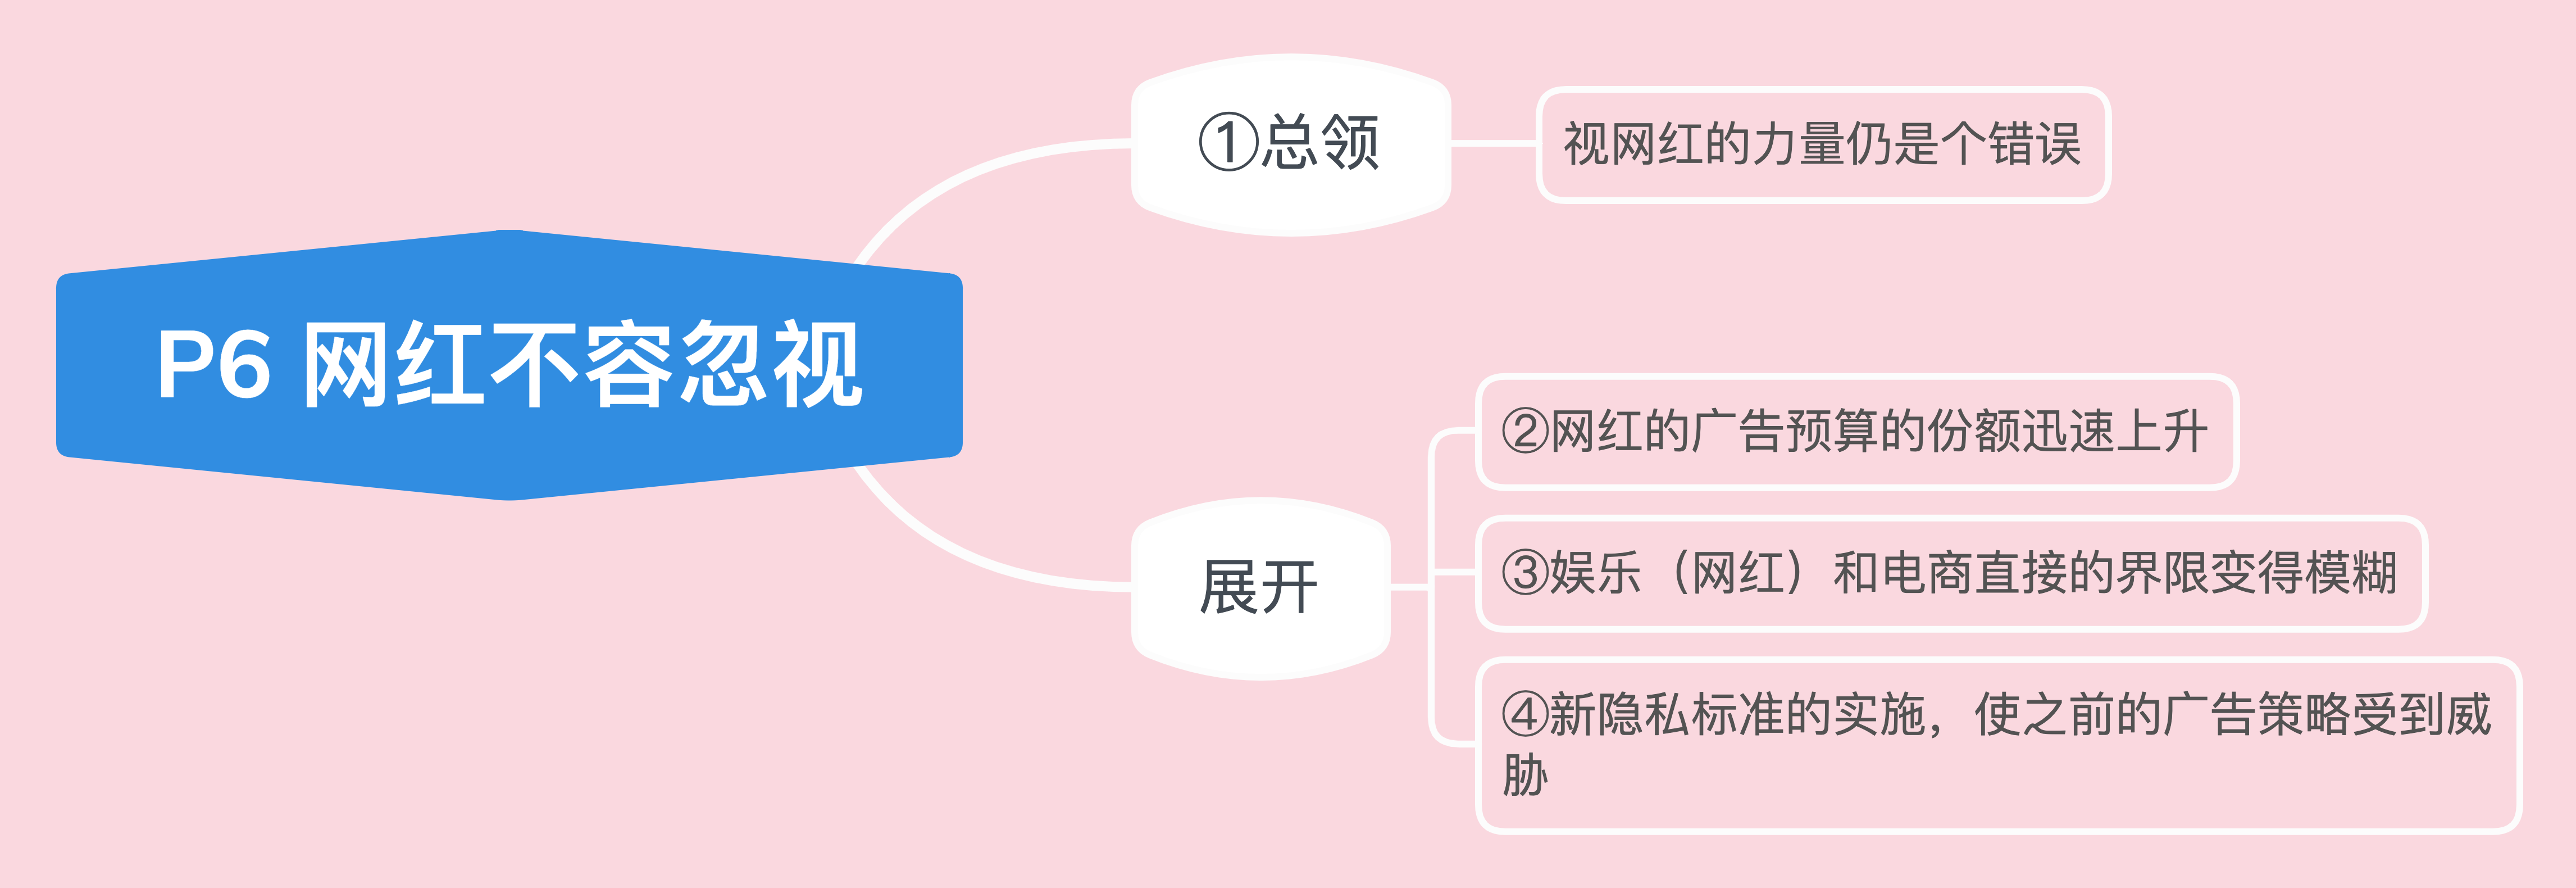 P6 网红不容忽视
①总领
视网红的力量仍是个错误
展开
②网红的广告预算的份额迅速上升
③娱乐（网红）和电商直接的界限变得模糊
④新隐私标准的实施，使之前的广告策略受到威
胁